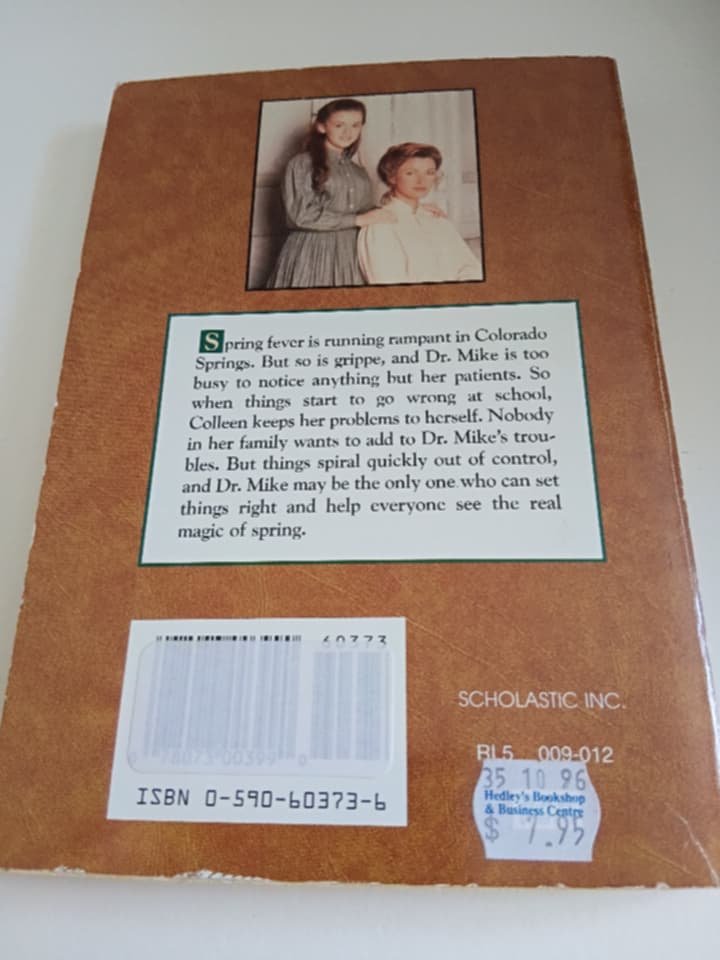 Spring fever is running rampant in Colorado
Springs. But so is grippe, and Dr. Mike is too
busy to notice anything but her patients. So
when things start to go wrong at school,
Colleen keeps her problems to herself. Nobody
in her family wants to add to Dr. Mike's trou-
bles. But things spiral quickly out of control,
and Dr. Mike may be the only one who can set
things right and help everyone see the real
magic of spring.
60373
ISBN 0-590-60373-6
SCHOLASTIC INC.
RL5 009-012
35 10 96
Hedley's Bookshop
& Business Centre
$ 7.95